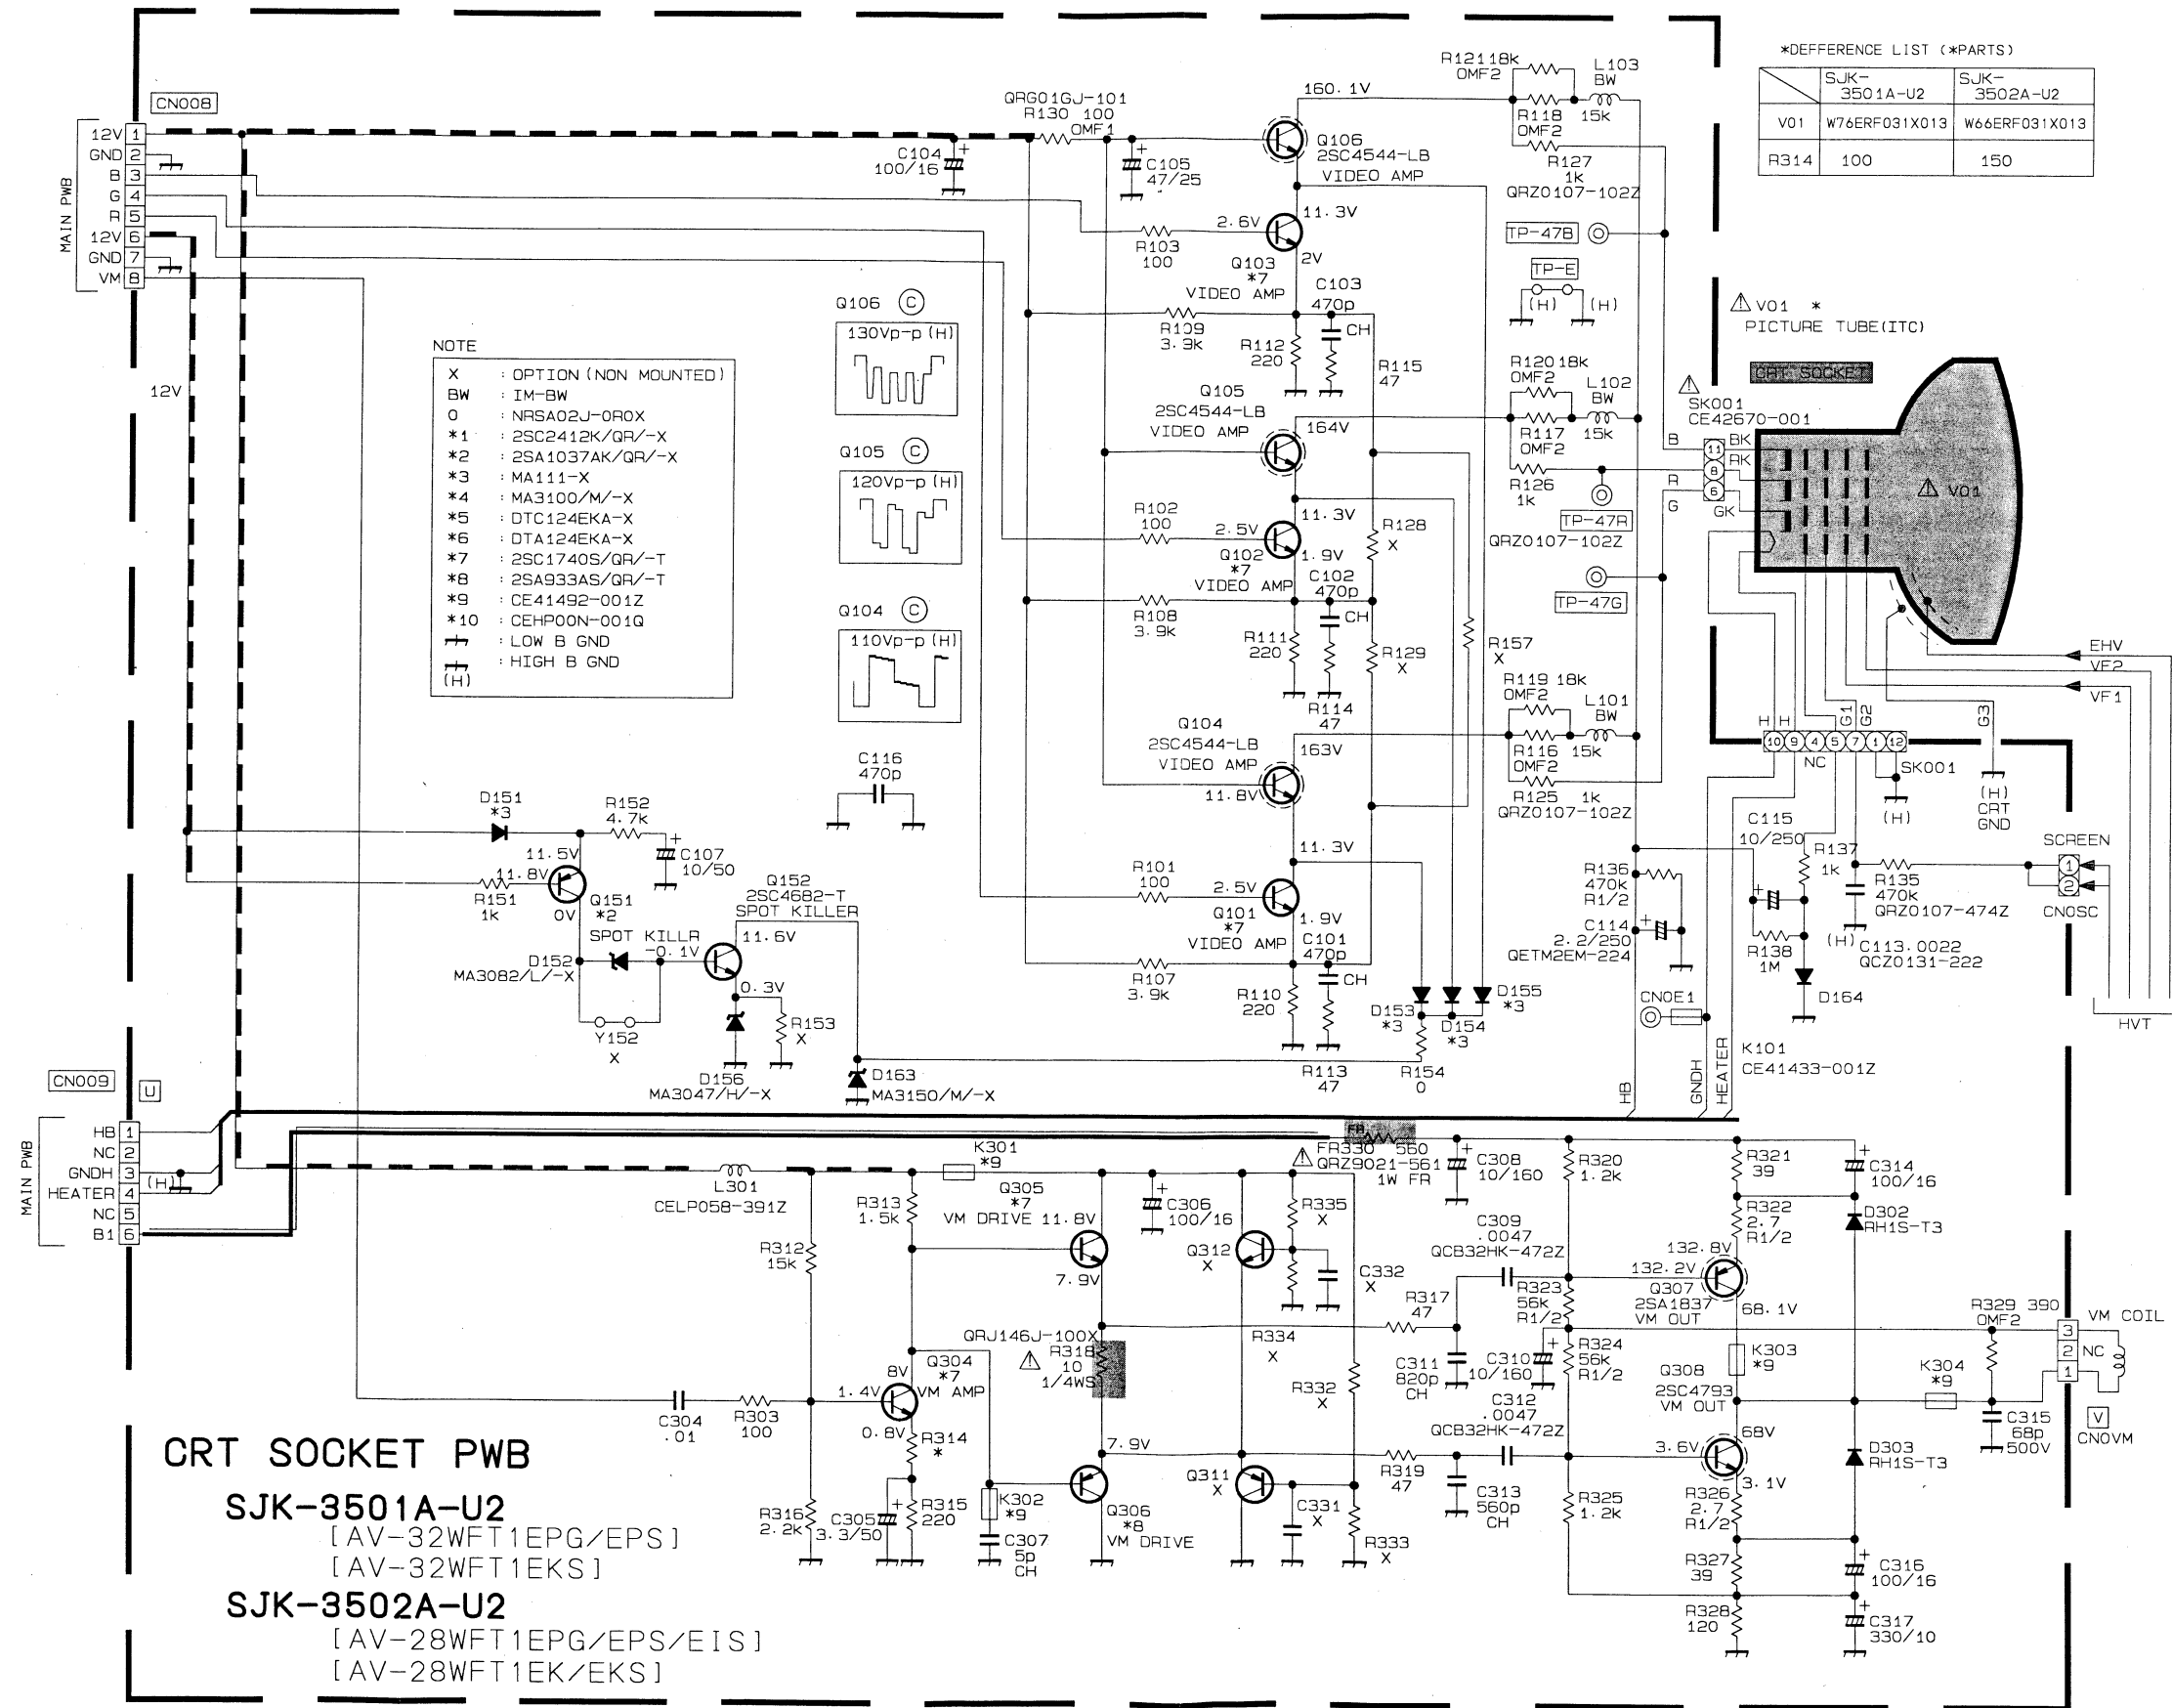 *DEFFERENCE LIST (*PARTS)
SJK-3501A-U2 SJK-3502A-U2
V01 W76ERF031X013 W66ERF031X013
R314 100 150
CN008
MAIN PWB
12V 1
GND 2
B 3
G 4
R 5
12V 6
GND 7
VM 8
12V
QRG01GJ-101
R130 100
OMF1
C104
100/16
C105
47/25
160.1V
Q106
2SC4544-LB
VIDEO AMP
R121 18k
OMF2
L103
BW
R118 15k
OMF2
R127
1k
QRZ0107-102Z
2.6V
11.3V
R103
100
Q103
*7
VIDEO AMP
2V
C103
470p
CH
TP-47B
TP-E
(H) (H)
R109
3.9k
R112
220
R115
47
NOTE
X : OPTION (NON MOUNTED)
BW : IM-BW
0 : NRSA02J-0R0X
*1 : 2SC2412K/QR/-X
*2 : 2SA1037AK/QR/-X
*3 : MA111-X
*4 : MA3100/M/-X
*5 : DTC124EKA-X
*6 : DTA124EKA-X
*7 : 2SC1740S/QR/-T
*8 : 2SA933AS/QR/-T
*9 : CE41492-001Z
*10 : CEHP00N-001Q
: LOW B GND
(H) : HIGH B GND
Q106 C
130Vp-p (H)
Q105 C
120Vp-p (H)
Q104 C
110Vp-p (H)
C116
470p
Q105
2SC4544-LB
VIDEO AMP
164V
R120 18k
OMF2
L102
BW
R117 15k
OMF2
R126
1k
TP-47R
QRZ0107-102Z
TP-47G
R102
100
2.5V
11.3V
Q102
*7
VIDEO AMP
1.9V
C102
470p
CH
R128
X
R108
3.9k
R111
220
R129
X
R157
X
R114
47
V01 *
PICTURE TUBE(ITC)
CRT SOCKET
SK001
CE42670-001
B 11 BK
R 8 RK
G 6 GK
V01
EHV
VF2
VF1
G1 G2 G3
H H
10 9 4 5 7 1 12
NC
SK001
(H)
(H)
CRT
GND
Q104
2SC4544-LB
VIDEO AMP
163V
11.8V
R119 18k
OMF2
L101
BW
R116 15k
OMF2
R125 1k
QRZ0107-102Z
11.3V
R101
100
2.5V
Q101
*7
VIDEO AMP
1.9V
C101
470p
CH
R107
3.9k
R110
220
R113
47
D153
*3
D154
*3
D155
*3
R154
0
C115
10/250
R137
1k
R136
470k
R1/2
C114
2.2/250
QETM2EM-224
R138
1M
(H)
R135
470k
QRZ0107-474Z
C113.0022
QCZ0131-222
D164
SCREEN
1
2
CN0SC
HVT
CN0E1
K101
CE41433-001Z
HB
GNDH
HEATER
D151
*3
R152
4.7k
C107
10/50
11.5V
11.8V
R151
1k
Q151
*2
0V
SPOT KILLR
D152
MA3082/L/-X
-0.1V
Q152
2SC4682-T
SPOT KILLER
11.6V
0.3V
Y152
X
R153
X
D156
MA3047/H/-X
D163
MA3150/M/-X
CN009
U
MAIN PWB
HB 1
NC 2
GNDH 3
HEATER 4
NC 5
B1 6
(H)
L301
CELP058-391Z
K301
*9
Q305
*7
VM DRIVE 11.8V
7.9V
R313
1.5k
R312
15k
C306
100/16
Q312
X
R335
X
C332
X
FR
FR330 560
QRZ9021-561
1W FR
C308
10/160
R320
1.2k
C309
.0047
QCB32HK-472Z
R317
47
R323
56k
R1/2
R321
39
R322
2.7
R1/2
C314
100/16
D302
RH1S-T3
132.8V
132.2V
Q307
2SA1837
VM OUT
68.1V
R329 390
OMF2
VM COIL
3
2 NC
1
V
CN0VM
QRJ146J-100X
R318
10
1/4WS
R334
X
R332
X
C311
820p
CH
C310
10/160
R324
56k
R1/2
K303
*9
Q308
2SC4793
VM OUT
K304
*9
C315
68p
500V
C304
.01
R303
100
8V
1.4V
Q304
*7
VM AMP
0.8V
R314
*
R316
2.2k
C305
3.3/50
R315
220
K302
*9
C307
5p
CH
7.9V
Q306
*8
VM DRIVE
Q311
X
C331
X
R333
X
R319
47
C312
.0047
QCB32HK-472Z
C313
560p
CH
R325
1.2k
3.6V
68V
3.1V
R326
2.7
R1/2
D303
RH1S-T3
R327
39
C316
100/16
R328
120
C317
330/10
CRT SOCKET PWB
SJK-3501A-U2
[AV-32WFT1EPG/EPS]
[AV-32WFT1EKS]
SJK-3502A-U2
[AV-28WFT1EPG/EPS/EIS]
[AV-28WFT1EK/EKS]